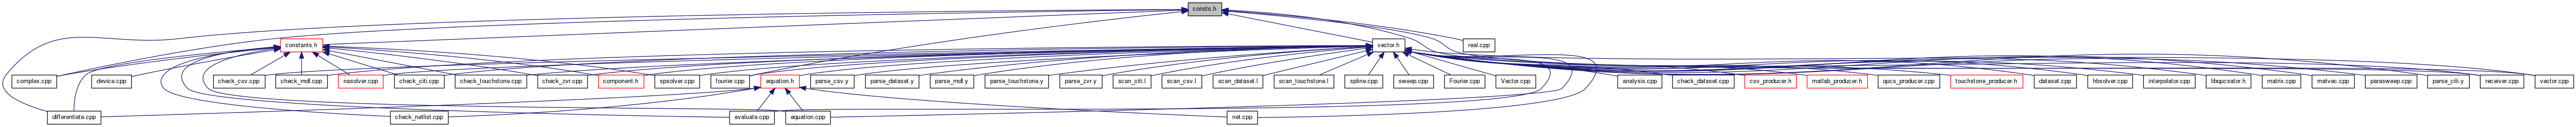 consts.h
constants.h
vector.h
real.cpp
complex.cpp
device.cpp
check_csv.cpp
check_mdl.cpp
nasolver.cpp
check_citi.cpp
check_touchstone.cpp
check_zvr.cpp
component.h
spsolver.cpp
fourier.cpp
equation.h
parse_csv.y
parse_dataset.y
parse_mdl.y
parse_touchstone.y
parse_zvr.y
scan_citi.l
scan_csv.l
scan_dataset.l
scan_touchstone.l
spline.cpp
sweep.cpp
Fourier.cpp
Vector.cpp
analysis.cpp
check_dataset.cpp
csv_producer.h
matlab_producer.h
qucs_producer.cpp
touchstone_producer.h
dataset.cpp
hbsolver.cpp
interpolator.cpp
libqucsator.h
matrix.cpp
matvec.cpp
parasweep.cpp
parse_citi.y
receiver.cpp
vector.cpp
differentiate.cpp
check_netlist.cpp
evaluate.cpp
equation.cpp
net.cpp